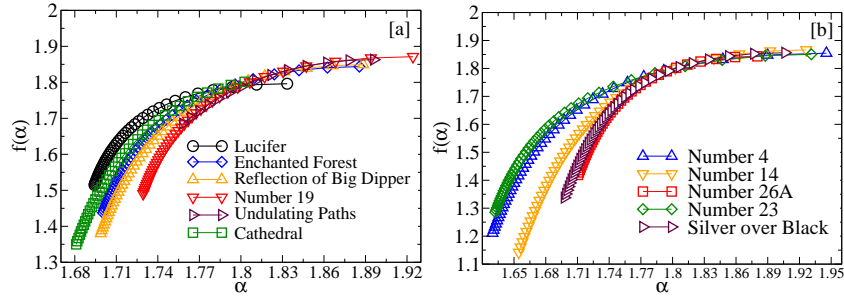 [a]
2
1.9
1.8
1.7
1.6
1.5
1.4
1.3
f(α)
Lucifer
Enchanted Forest
Reflection of Big Dipper
Number 19
Undulating Paths
Cathedral
1.68 1.71 1.74 1.77 1.8 1.83 1.86 1.89 1.92
α
[b]
2
1.9
1.8
1.7
1.6
1.5
1.4
1.3
1.2
1.1
f(α)
Number 4
Number 14
Number 26A
Number 23
Silver over Black
1.65 1.68 1.71 1.74 1.77 1.8 1.83 1.86 1.89 1.92 1.95
α